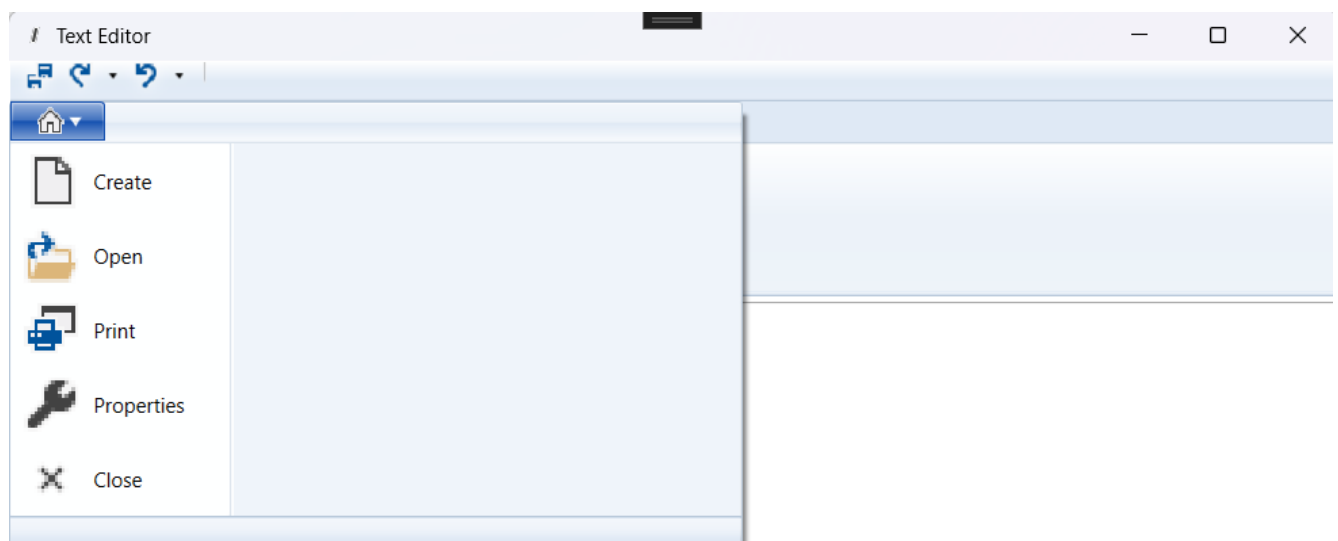 Text Editor
Create
Open
Print
Properties
Close